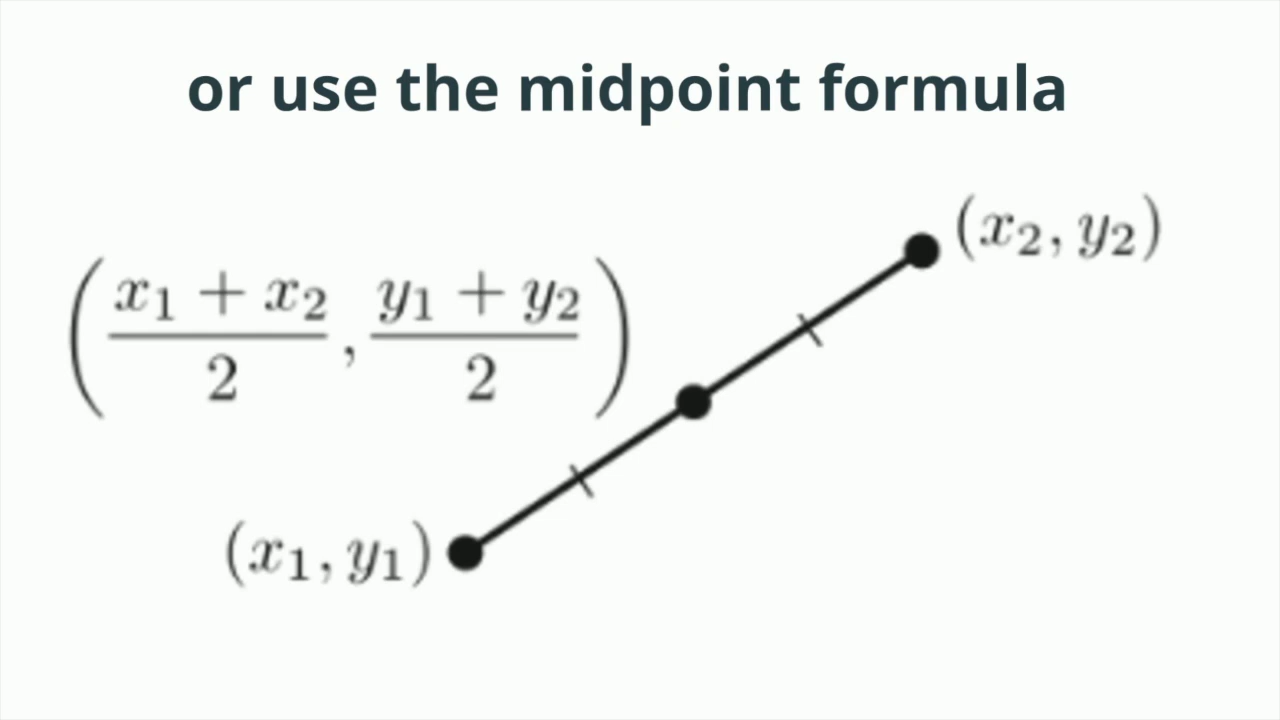 or use the midpoint formula
(x₂, y₂)
(x₁ + x₂ / 2, y₁ + y₂ / 2)
(x₁, y₁)